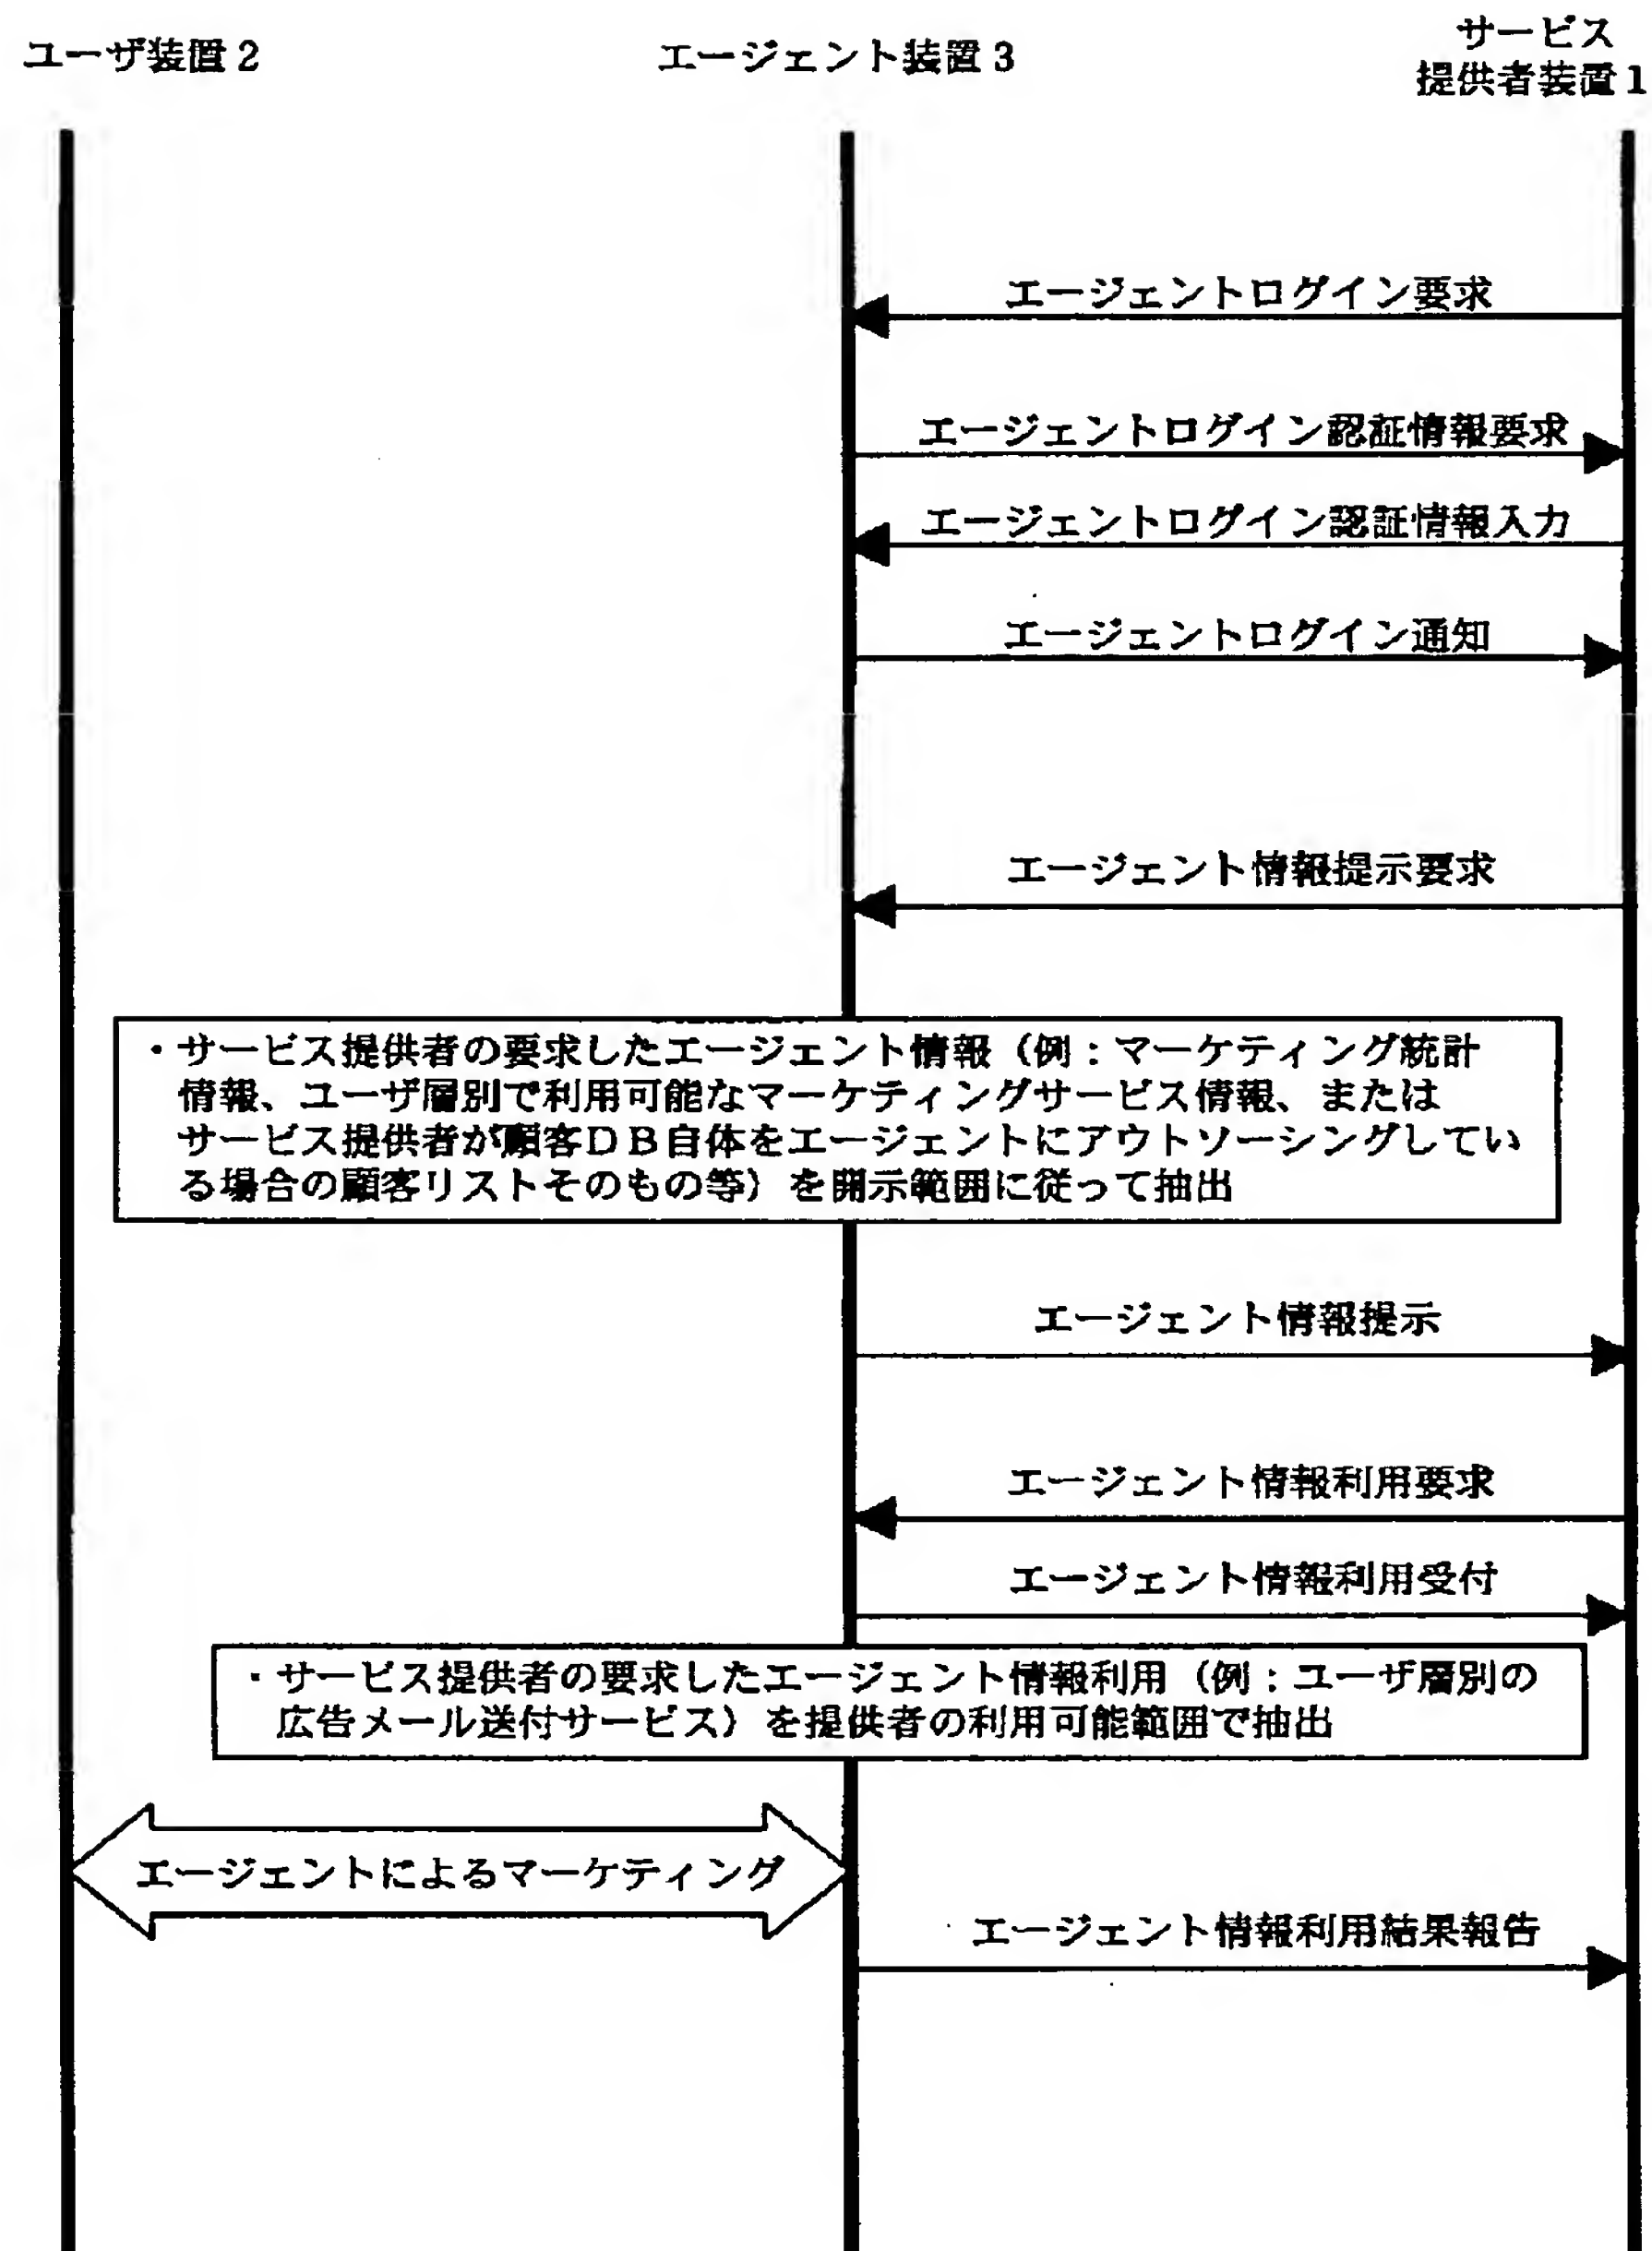 ユーザ装置2
エージェント装置3
サービス
提供者装置1
エージェントログイン要求
エージェントログイン認証情報要求
エージェントログイン認証情報入力
エージェントログイン通知
エージェント情報提示要求
・サービス提供者の要求したエージェント情報（例：マーケティング統計
情報、ユーザ層別で利用可能なマーケティングサービス情報、または
サービス提供者が顧客ＤＢ自体をエージェントにアウトソーシングしてい
る場合の顧客リストそのもの等）を開示範囲に従って抽出
エージェント情報提示
エージェント情報利用要求
エージェント情報利用受付
・サービス提供者の要求したエージェント情報利用（例：ユーザ層別の
広告メール送付サービス）を提供者の利用可能範囲で抽出
エージェントによるマーケティング
エージェント情報利用結果報告